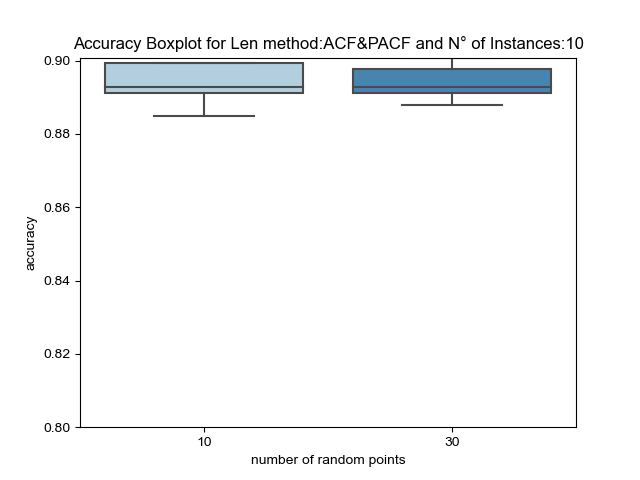 Accuracy Boxplot for Len method:ACF&PACF and N° of Instances:10
0.90
0.88
0.86
0.84
0.82
0.80
accuracy
10 30
number of random points